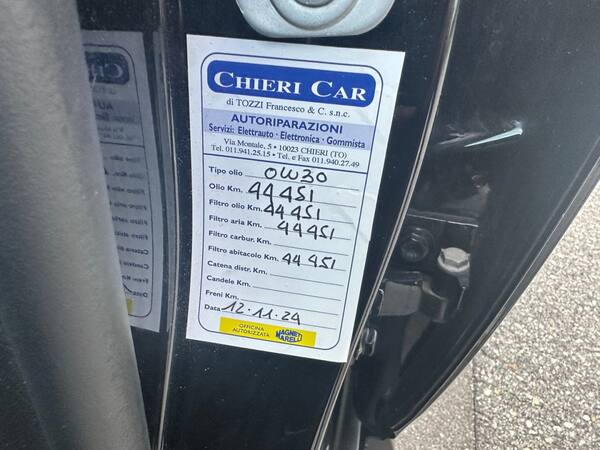 CHIERI CAR
di TOZZI Francesco & C. s.n.c.
AUTORIPARAZIONI
Servizi: Elettrauto · Elettronica · Gommista
Via Montale, 5 • 10023 CHIERI (TO)
Tel. 011.941.25.15 • Tel. e Fax 011.940.27.49
Tipo olio 0W30
Olio Km. 44451
Filtro olio Km. 44451
Filtro aria Km. 44451
Filtro carbur. Km.
Filtro abitacolo Km. 44451
Catena distr. Km.
Candele Km.
Freni Km.
Data 12.11.24
OFFICINA
AUTORIZZATA
MAGNETI
MARELLI